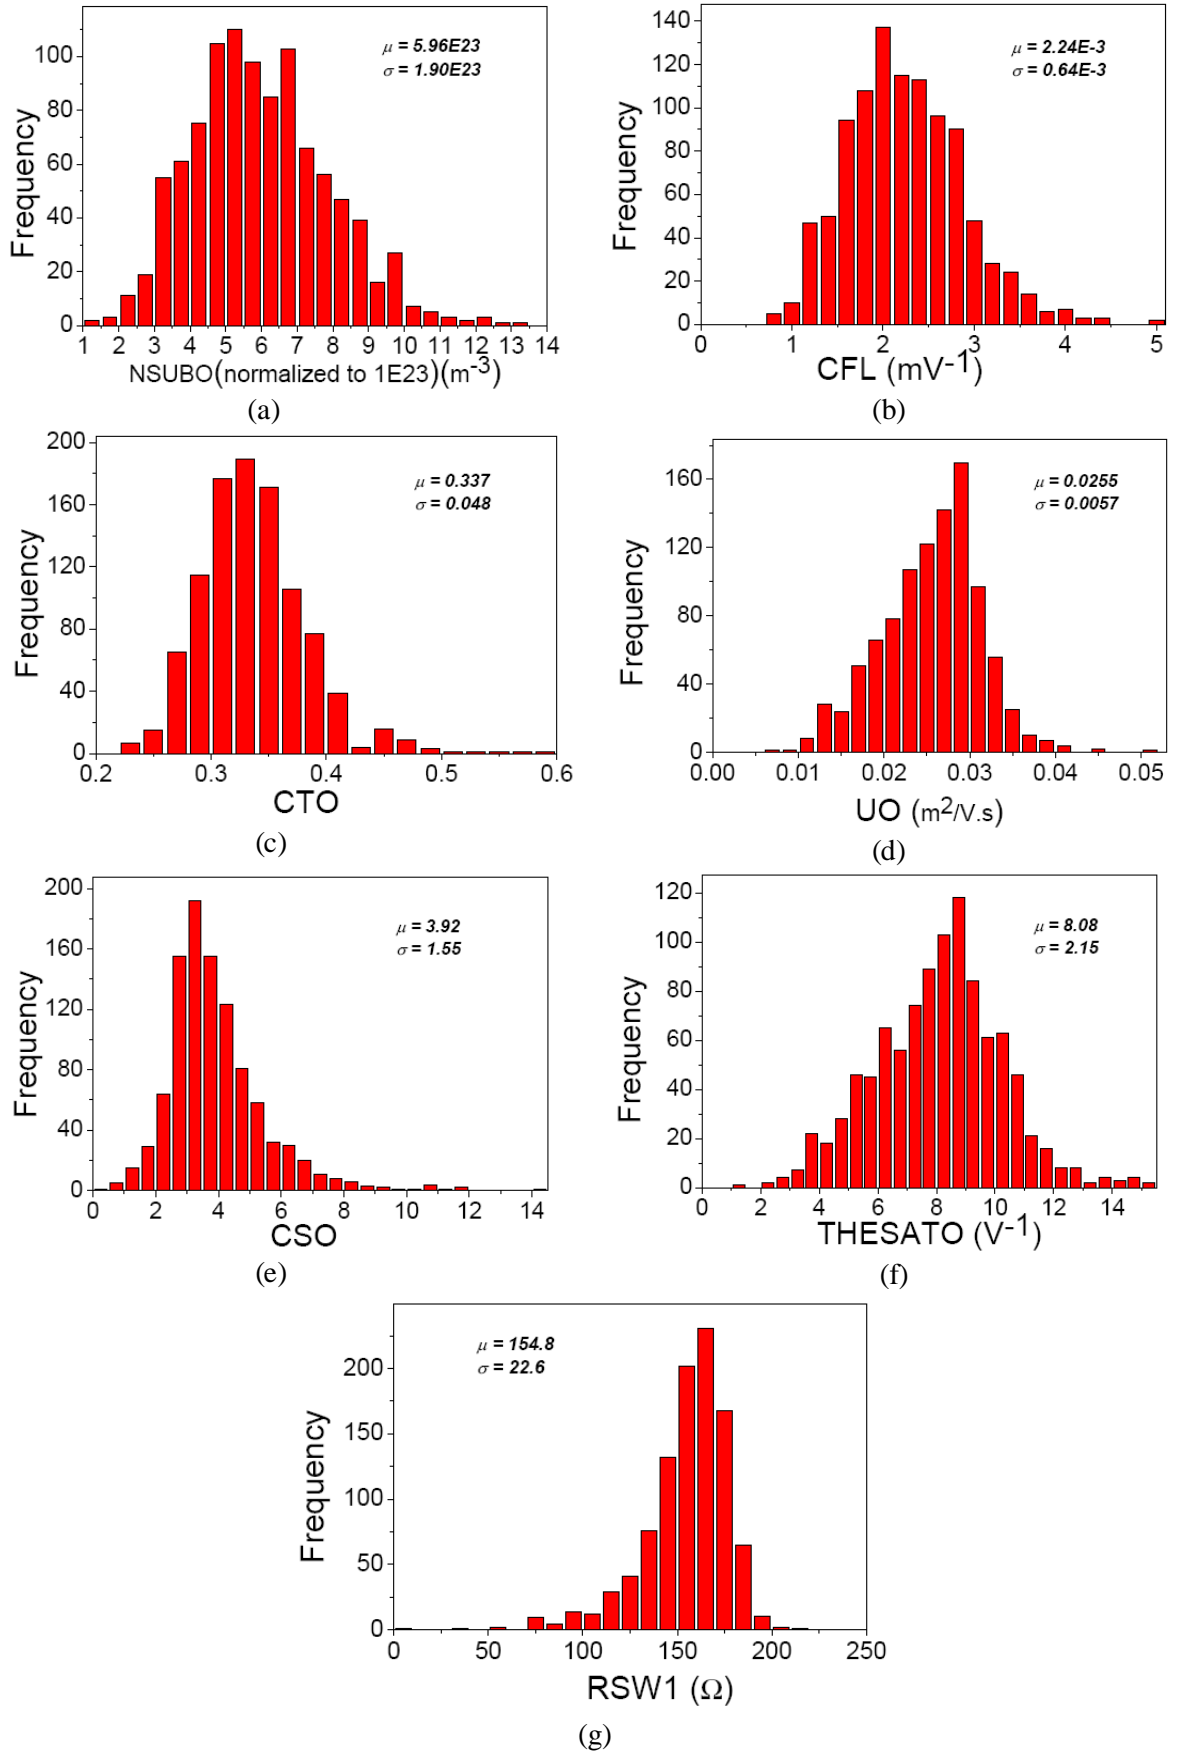 μ = 5.96E23
σ = 1.90E23
Frequency
100
80
60
40
20
0
1 2 3 4 5 6 7 8 9 10 11 12 13 14
NSUBO(normalized to 1E23)(m-3)
(a)
μ = 2.24E-3
σ = 0.64E-3
Frequency
140
120
100
80
60
40
20
0
0 1 2 3 4 5
CFL (mV-1)
(b)
μ = 0.337
σ = 0.048
Frequency
200
160
120
80
40
0
0.2 0.3 0.4 0.5 0.6
CTO
(c)
μ = 0.0255
σ = 0.0057
Frequency
160
120
80
40
0
0.00 0.01 0.02 0.03 0.04 0.05
UO (m2/V.s)
(d)
μ = 3.92
σ = 1.55
Frequency
200
160
120
80
40
0
0 2 4 6 8 10 12 14
CSO
(e)
μ = 8.08
σ = 2.15
Frequency
120
100
80
60
40
20
0
0 2 4 6 8 10 12 14
THESATO (V-1)
(f)
μ = 154.8
σ = 22.6
Frequency
200
150
100
50
0
0 50 100 150 200 250
RSW1 (Ω)
(g)